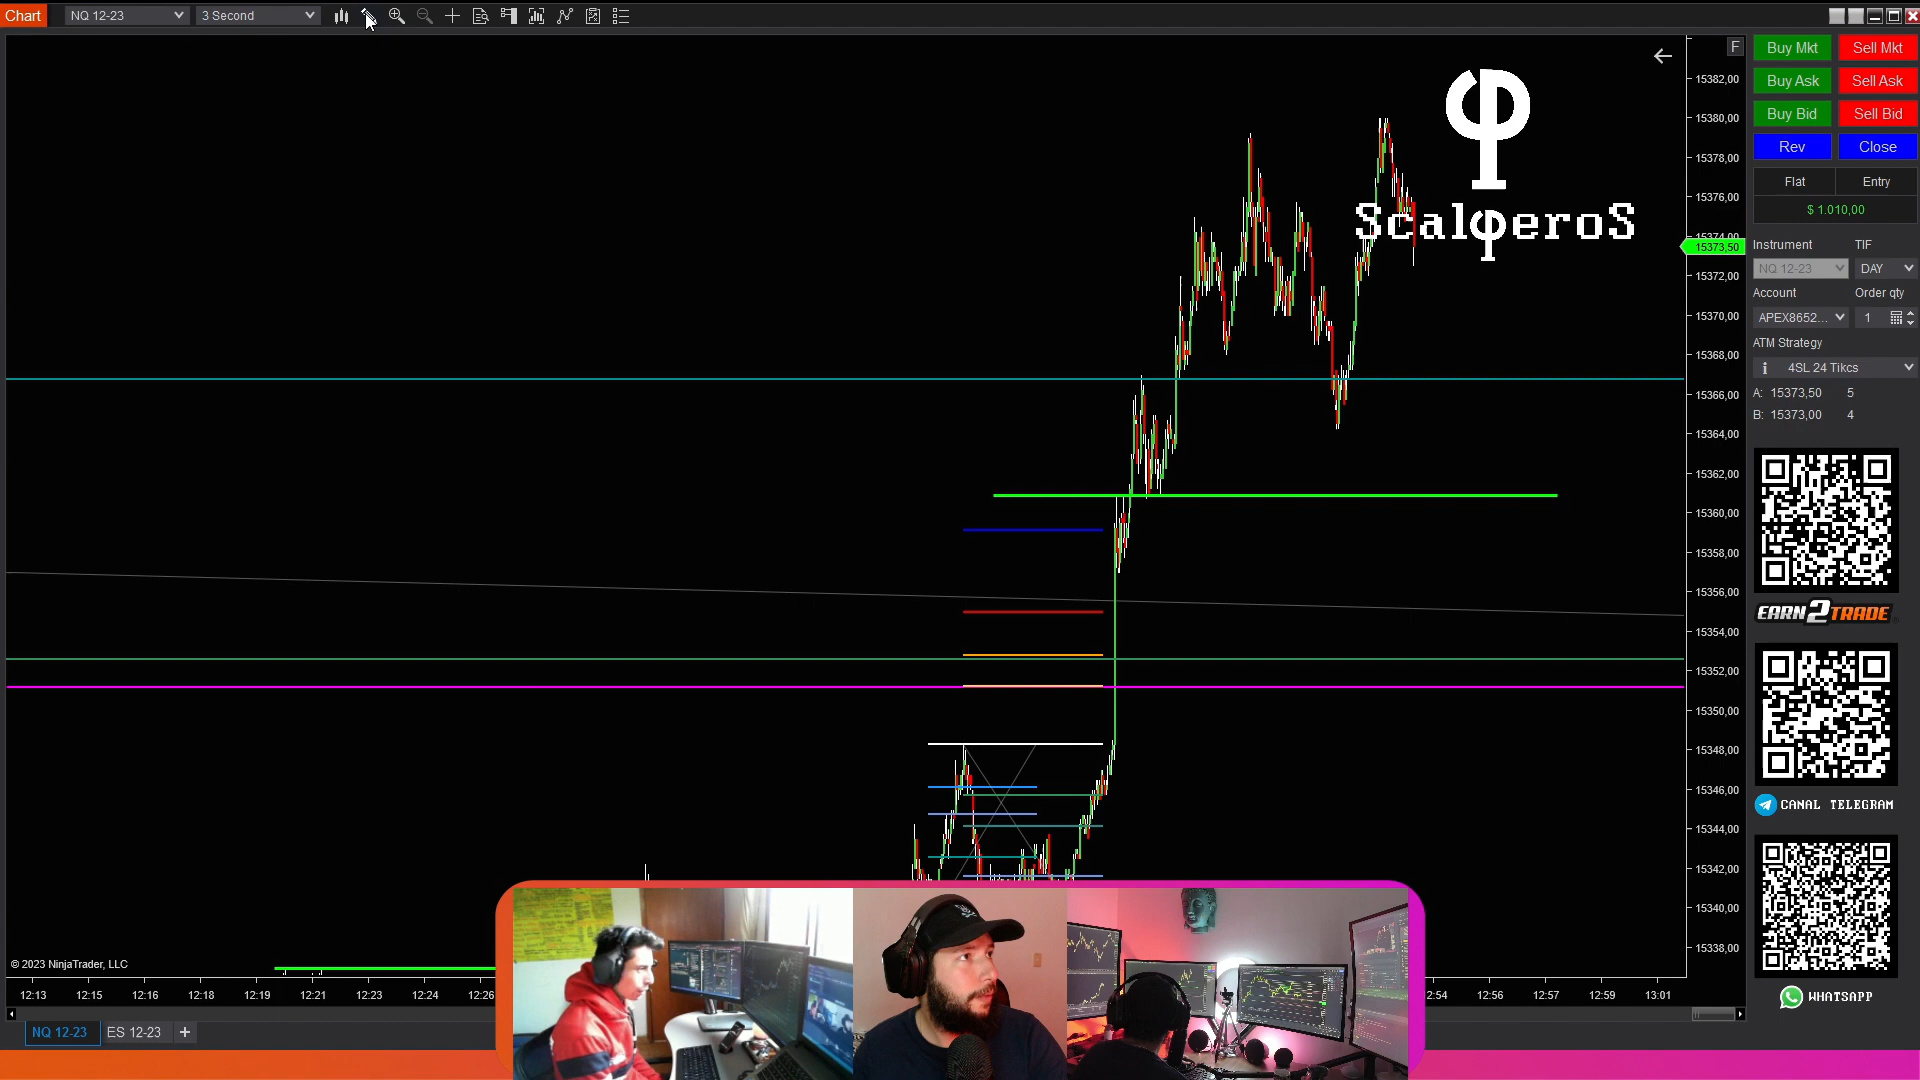 Chart
NQ 12-23
3 Second
F
15382,00
15380,00
15378,00
15376,00
15374,00
15373,50
15372,00
15370,00
15368,00
15366,00
15364,00
15362,00
15360,00
15358,00
15356,00
15354,00
15352,00
15350,00
15348,00
15346,00
15344,00
15342,00
15340,00
15338,00
ScalφeroS
Buy Mkt
Sell Mkt
Buy Ask
Sell Ask
Buy Bid
Sell Bid
Rev
Close
Flat
Entry
$ 1.010,00
Instrument
TIF
NQ 12-23
DAY
Account
Order qty
APEX8652...
1
ATM Strategy
4SL 24 Tikcs
A: 15373,50 5
B: 15373,00 4
EARN2TRADE
CANAL TELEGRAM
WHATSAPP
© 2023 NinjaTrader, LLC
12:13
12:15
12:16
12:18
12:19
12:21
12:23
12:24
12:26
2:54
12:56
12:57
12:59
13:01
NQ 12-23
ES 12-23
+